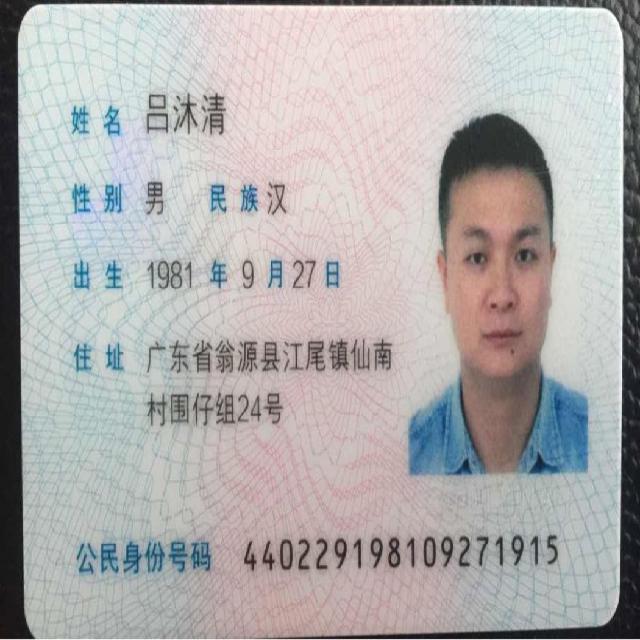 姓名 吕沐清
性别 男 民族 汉
出生 1981 年 9 月 27 日
住址 广东省翁源县江尾镇仙南
村围仔组24号
公民身份号码 440229198109271915